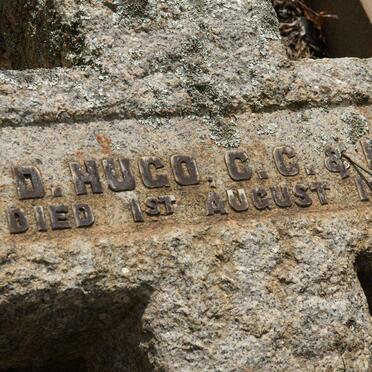 D. HUGO. C. C. &
DIED 1ST AUGUST